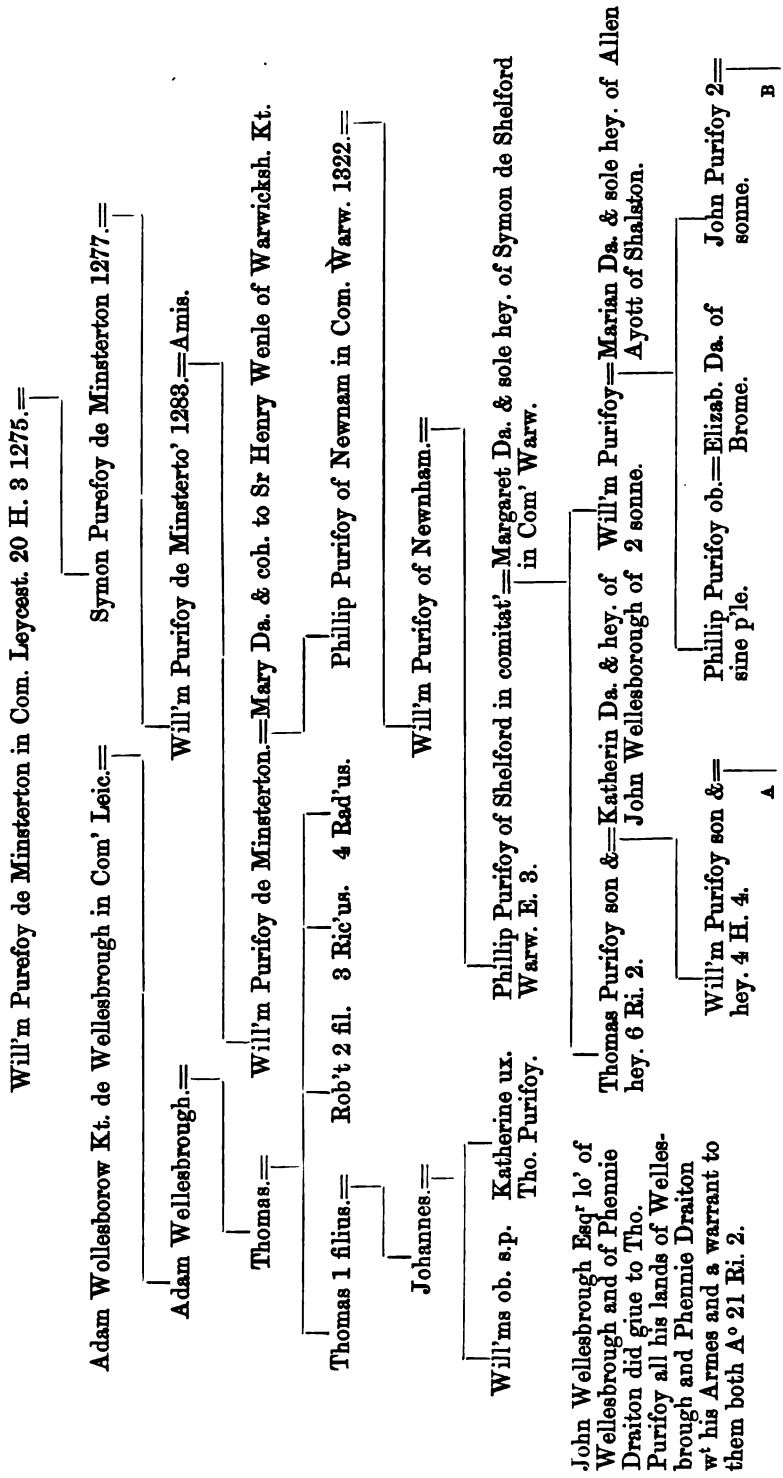 Will'm Purefoy de Minsterton in Com. Leycest. 20 H. 3 1275.=
Adam Wollesborow Kt. de Wellesbrough in Com' Leic.=
Symon Purefoy de Minsterton 1277.=
Adam Wellesbrough.=
Will'm Purifoy de Minsterto' 1283.=Amis.
Thomas.=
Will'm Purifoy de Minsterton.=Mary Da. & coh. to Sr Henry Wenle of Warwicksh. Kt.
Thomas 1 filius.=
Rob't 2 fil. 3 Ric'us. 4 Rad'us.
Phillip Purifoy of Newnam in Com. Warw. 1322.=
Johannes.=
Will'm Purifoy of Newnham.=
Will'ms ob. s.p.
Katherine ux.
Tho. Purifoy.
Phillip Purifoy of Shelford in comitat'=Margaret Da. & sole hey. of Symon de Shelford
Warw. E. 3.
in Com' Warw.
John Wellesbrough Esqr lo' of
Wellesbrough and of Phennie
Draiton did giue to Tho.
Purifoy all his lands of Welles-
brough and Phennie Draiton
wt his Armes and a warrant to
them both Ao 21 Ri. 2.
Thomas Purifoy son &=Katherin Da. & hey. of
hey. 6 Ri. 2.
John Wellesborough of
Will'm Purifoy=Marian Da. & sole hey. of Allen
2 sonne.
Ayott of Shalston.
Will'm Purifoy son &=
hey. 4 H. 4.
A
Phillip Purifoy ob.=Elizab. Da. of
sine p'le.
Brome.
John Purifoy 2=
sonne.
B